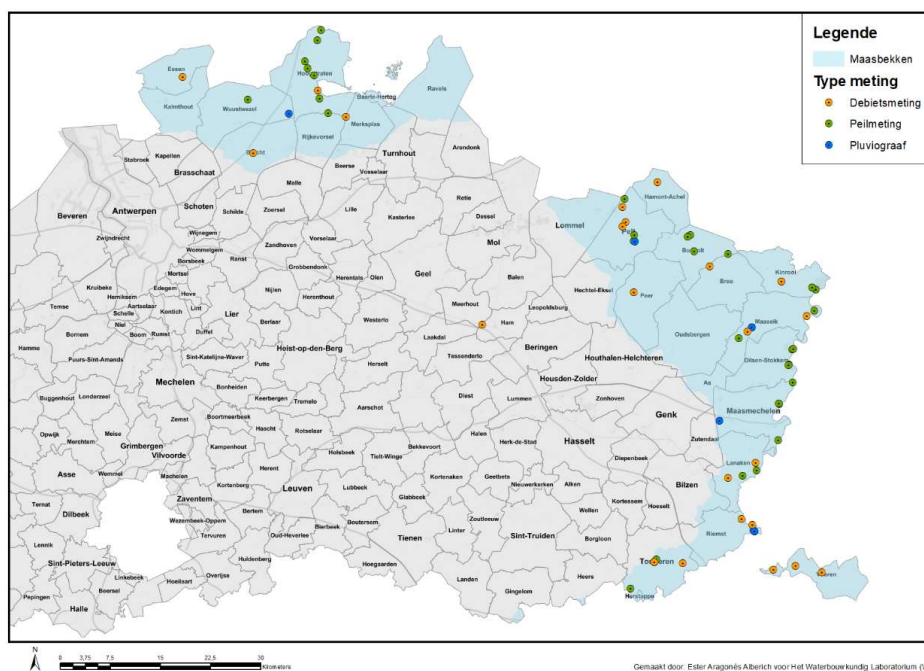 Legende
Maasbekken
Type meting
Debietsmeting
Peilmeting
Pluviograaf
Essen
Kalmthout
Wuustwezel
Ravels
Rijkevorsel
Merksplas
Baarle-Hertog
Stabroek
Kapellen
Brasschaat
Beerse
Vosselaar
Turnhout
Arendonk
Malle
Beveren
Antwerpen
Schoten
Schilde
Zoersel
Lille
Kasterlee
Retie
Dessel
Zwijndrecht
Wijnegem
Wommelgem
Borsbeek
Ranst
Zandhoven
Vorselaar
Mol
Lommel
Hamont-Achel
Mortsel
Grobbendonk
Herentals
Olen
Geel
Balen
Hechtel-Eksel
Peer
Bree
Kinrooi
Temse
Kruibeke
Hemiksem
Aartselaar
Schelle
Edegem
Hove
Kontich
Lint
Nijlen
Herenthout
Meerhout
Leopoldsburg
Niel
Bornem
Boom
Rumst
Duffel
Lier
Berlaar
Westerlo
Laakdal
Ham
Oudsbergen
Maaseik
Hamme
Puurs-Sint-Amands
Sint-Katelijne-Waver
Putte
Heist-op-den-Berg
Herselt
Tessenderlo
Beringen
Houthalen-Helchteren
Dilsen-Stokkem
Mechelen
Bonheiden
Keerbergen
Tremelo
Aarschot
Diest
Lummen
Heusden-Zolder
Zonhoven
As
Genk
Maasmechelen
Buggenhout
Londerzeel
Zemst
Boortmeerbeek
Haacht
Rotselaar
Opwijk
Merchtem
Meise
Grimbergen
Vilvoorde
Kampenhout
Holsbeek
Tielt-Winge
Bekkevoort
Halen
Herk-de-Stad
Hasselt
Diepenbeek
Zutendaal
Lanaken
Asse
Wemmel
Machelen
Zaventem
Kortenberg
Herent
Leuven
Lubbeek
Glabbeek
Kortenaken
Geetbets
Nieuwerkerken
Alken
Kortessem
Bilzen
Hoeselt
Ternat
Dilbeek
Wezembeek-Oppem
Tervuren
Bertem
Oud-Heverlee
Bierbeek
Boutersem
Tienen
Linter
Zoutleeuw
Sint-Truiden
Wellen
Borgloon
Riemst
Lennik
Sint-Pieters-Leeuw
Linkebeek
Hoeilaart
Overijse
Huldenberg
Hoegaarden
Landen
Gingelom
Heers
Herstappe
Pepingen
Beersel
Halle
N
0 3,75 7,5 15 22,5 30
Kilometers
Gemaakt door: Ester Aragonés Alberich voor Het Waterbouwkundig Laboratorium